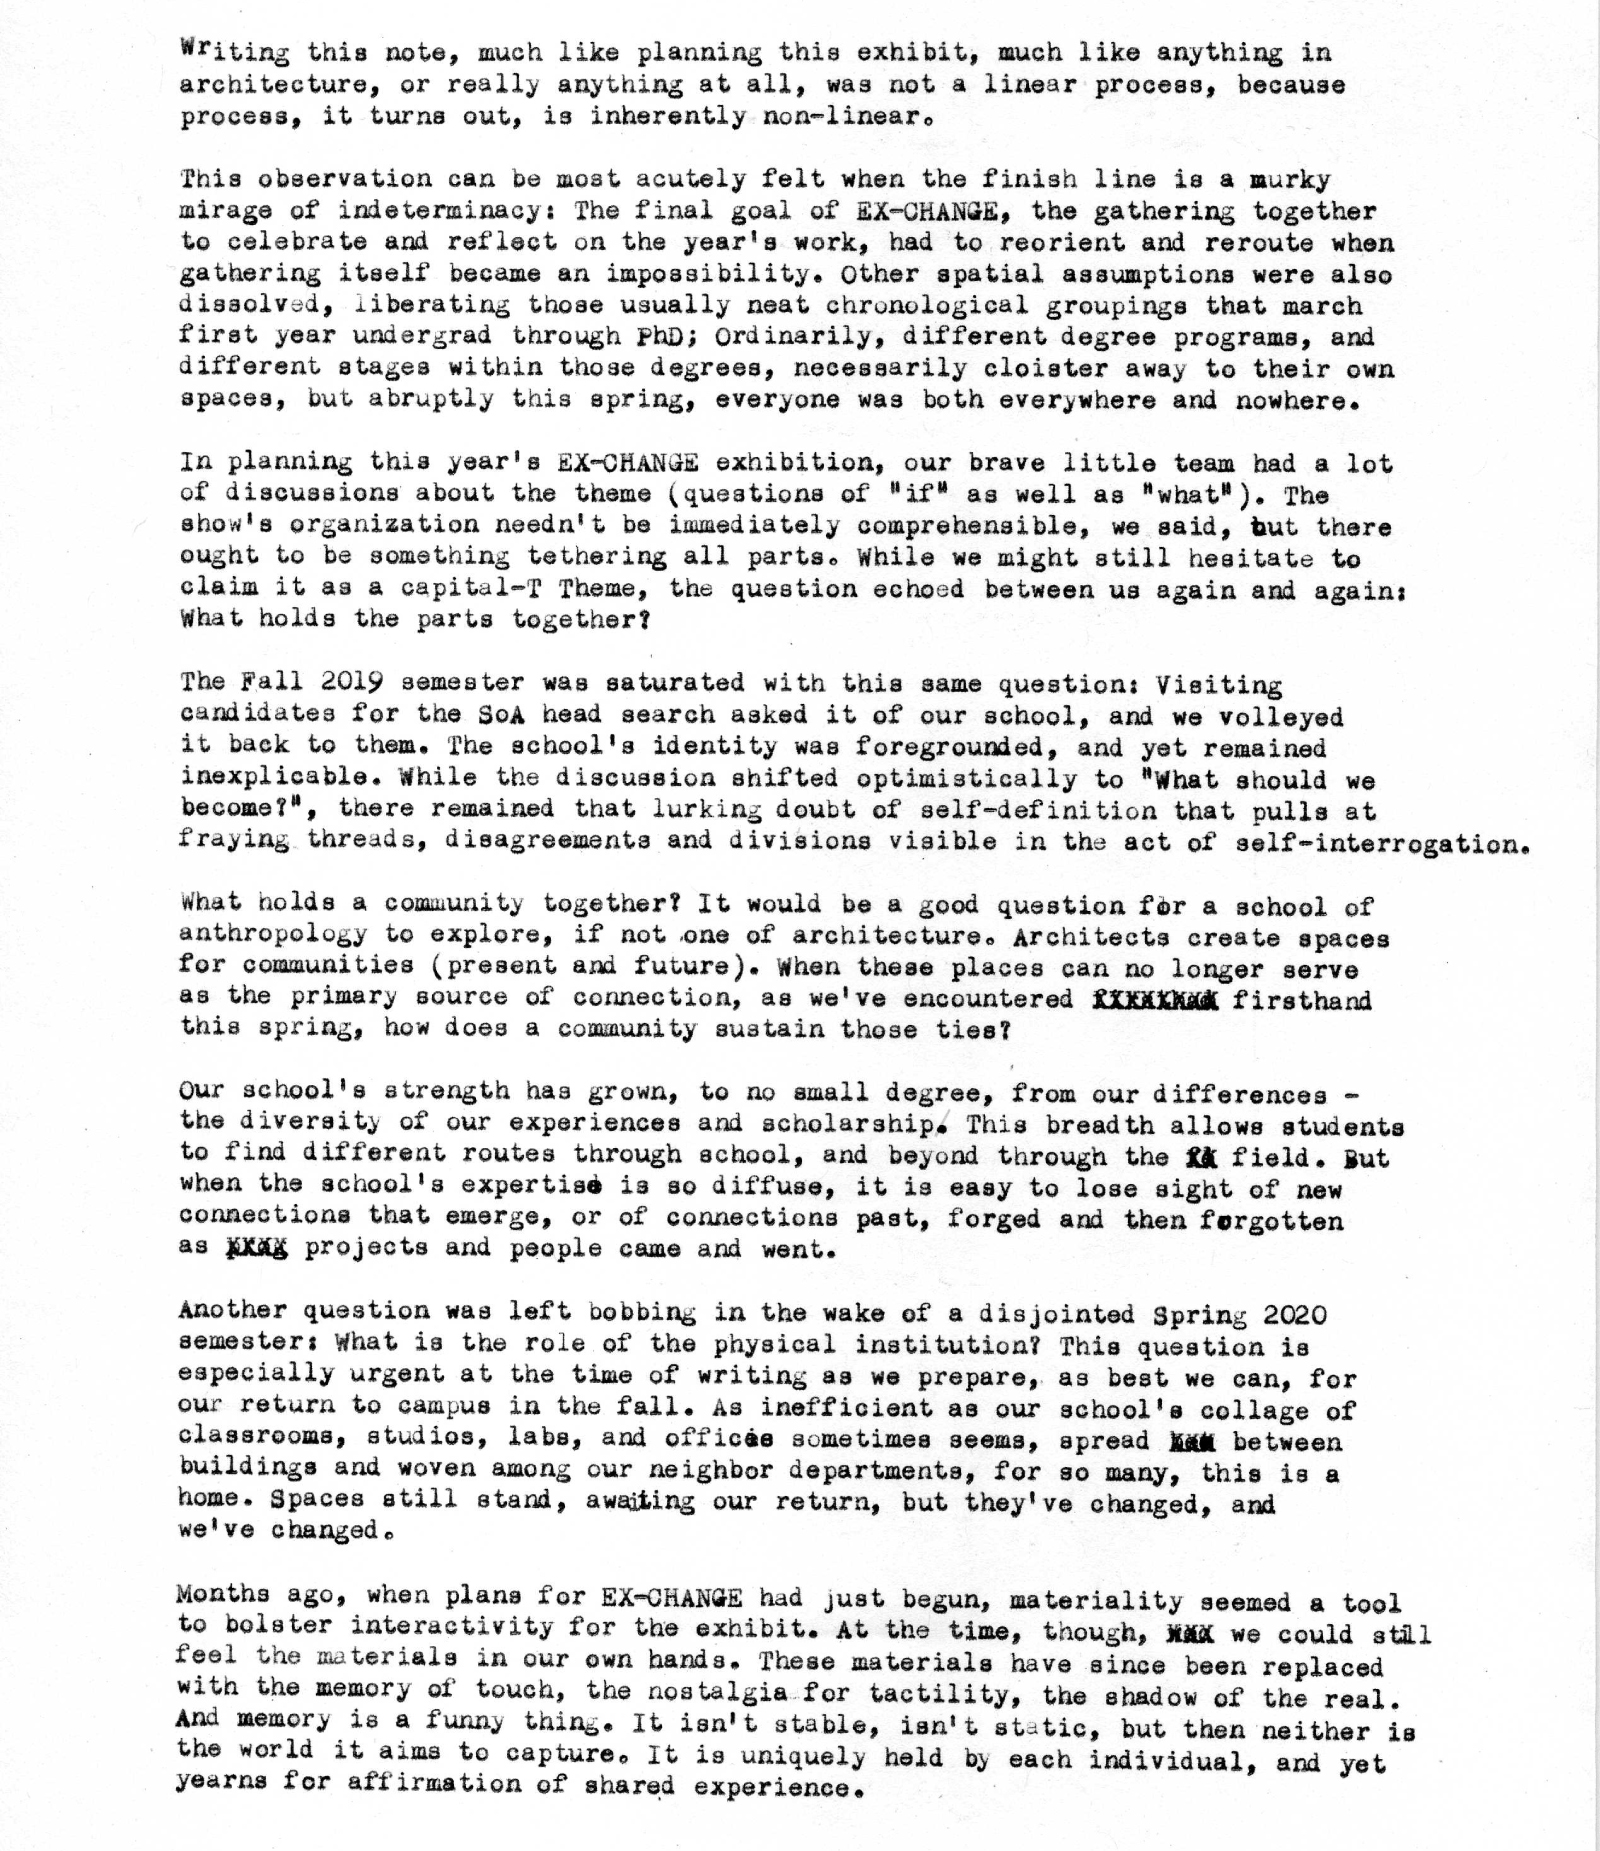 Writing this note, much like planning this exhibit, much like anything in
architecture, or really anything at all, was not a linear process, because
process, it turns out, is inherently non-linear.
This observation can be most acutely felt when the finish line is a murky
mirage of indeterminacy: The final goal of EX-CHANGE, the gathering together
to celebrate and reflect on the year's work, had to reorient and reroute when
gathering itself became an impossibility. Other spatial assumptions were also
dissolved, liberating those usually neat chronological groupings that march
first year undergrad through PhD; Ordinarily, different degree programs, and
different stages within those degrees, necessarily cloister away to their own
spaces, but abruptly this spring, everyone was both everywhere and nowhere.
In planning this year's EX-CHANGE exhibition, our brave little team had a lot
of discussions about the theme (questions of "if" as well as "what"). The
show's organization needn't be immediately comprehensible, we said, but there
ought to be something tethering all parts. While we might still hesitate to
claim it as a capital-T Theme, the question echoed between us again and again:
What holds the parts together?
The Fall 2019 semester was saturated with this same question: Visiting
candidates for the SoA head search asked it of our school, and we volleyed
it back to them. The school's identity was foregrounded, and yet remained
inexplicable. While the discussion shifted optimistically to "What should we
become?", there remained that lurking doubt of self-definition that pulls at
fraying threads, disagreements and divisions visible in the act of self-interrogation.
What holds a community together? It would be a good question for a school of
anthropology to explore, if not one of architecture. Architects create spaces
for communities (present and future). When these places can no longer serve
as the primary source of connection, as we've encountered firsthand
this spring, how does a community sustain those ties?
Our school's strength has grown, to no small degree, from our differences -
the diversity of our experiences and scholarship. This breadth allows students
to find different routes through school, and beyond through the field. But
when the school's expertise is so diffuse, it is easy to lose sight of new
connections that emerge, or of connections past, forged and then forgotten
as projects and people came and went.
Another question was left bobbing in the wake of a disjointed Spring 2020
semester: What is the role of the physical institution? This question is
especially urgent at the time of writing as we prepare, as best we can, for
our return to campus in the fall. As inefficient as our school's collage of
classrooms, studios, labs, and offices sometimes seems, spread between
buildings and woven among our neighbor departments, for so many, this is a
home. Spaces still stand, awaiting our return, but they've changed, and
we've changed.
Months ago, when plans for EX-CHANGE had just begun, materiality seemed a tool
to bolster interactivity for the exhibit. At the time, though, we could still
feel the materials in our own hands. These materials have since been replaced
with the memory of touch, the nostalgia for tactility, the shadow of the real.
And memory is a funny thing. It isn't stable, isn't static, but then neither is
the world it aims to capture. It is uniquely held by each individual, and yet
yearns for affirmation of shared experience.